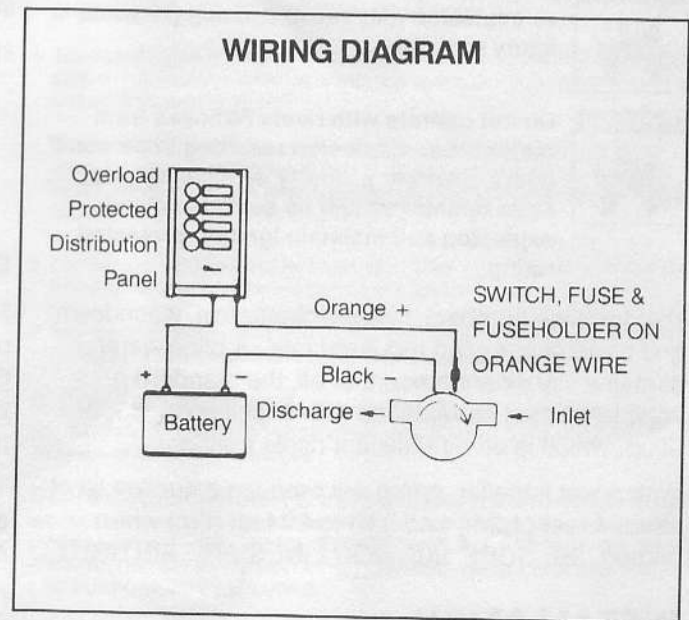 WIRING DIAGRAM
Overload
Protected
Distribution
Panel
Orange +
SWITCH, FUSE &
FUSEHOLDER ON
ORANGE WIRE
+ –
Black
Battery
Discharge
Inlet